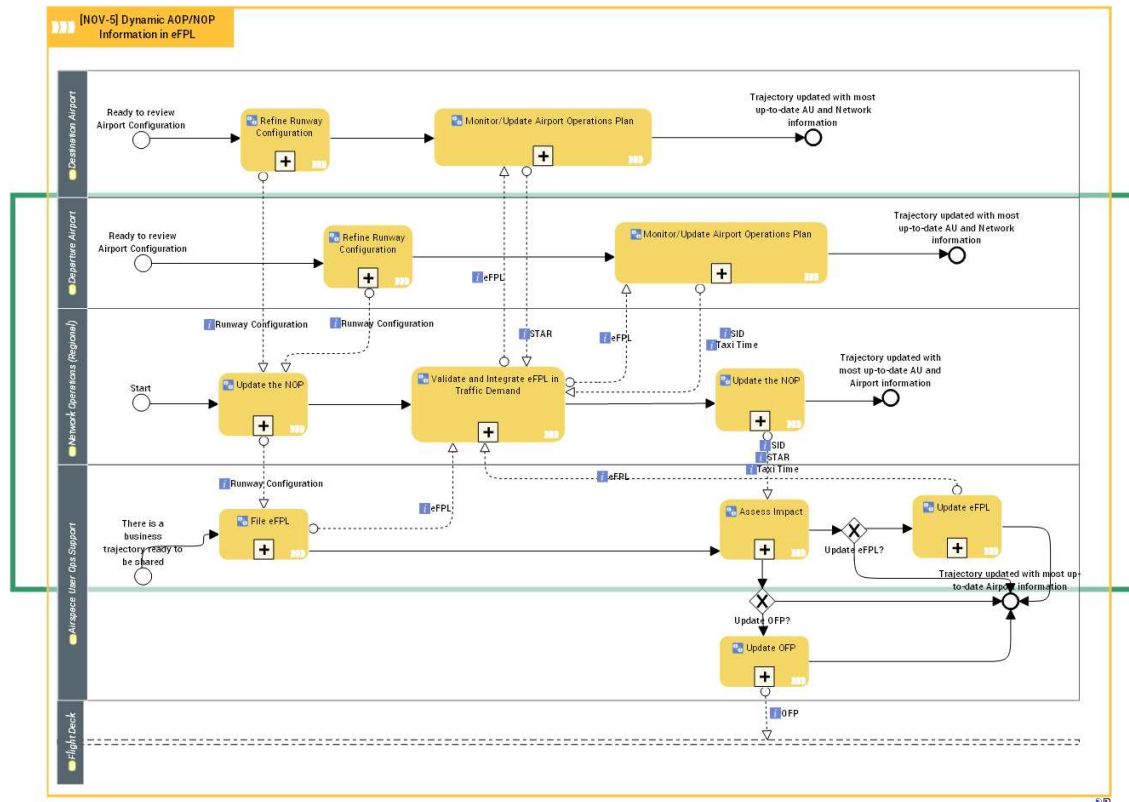 [NOV-5] Dynamic AOP/NOP
Information in eFPL
Destination Airport
Ready to review
Airport Configuration
Refine Runway
Configuration
Monitor/Update Airport Operations Plan
Trajectory updated with most
up-to-date AU and Network
information
Departure Airport
Ready to review
Airport Configuration
Refine Runway
Configuration
Monitor/Update Airport Operations Plan
Trajectory updated with most
up-to-date AU and Network
information
eFPL
Runway Configuration
Runway Configuration
STAR
eFPL
SID
Taxi Time
Network Operations (Regional)
Start
Update the NOP
Validate and Integrate eFPL in
Traffic Demand
Update the NOP
Trajectory updated with
most up-to-date AU and
Airport information
SID
STAR
Taxi Time
Runway Configuration
eFPL
eFPL
Airspace User Ops Support
There is a
business
trajectory ready to
be shared
File eFPL
Assess Impact
Update eFPL?
Update eFPL
Trajectory updated with most up-
to-date Airport information
Update OFP?
Update OFP
OFP
Flight Deck